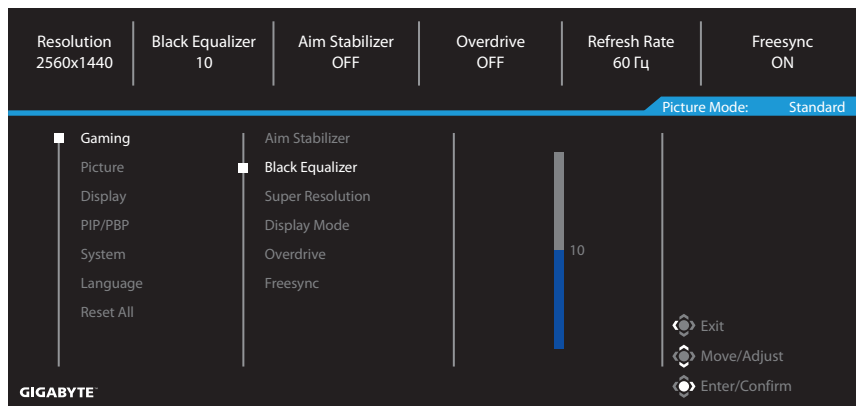 Resolution
2560x1440
Black Equalizer
10
Aim Stabilizer
OFF
Overdrive
OFF
Refresh Rate
60 Гц
Freesync
ON
Picture Mode: Standard
Gaming
Picture
Display
PIP/PBP
System
Language
Reset All
Aim Stabilizer
Black Equalizer
Super Resolution
Display Mode
Overdrive
Freesync
10
Exit
Move/Adjust
Enter/Confirm
GIGABYTE™